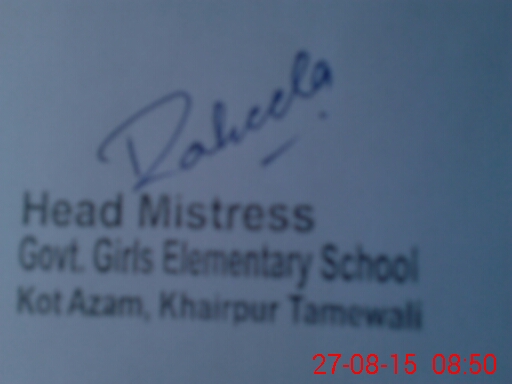 Raheela
Head Mistress
Govt. Girls Elementary School
Kot Azam, Khairpur Tamewali
27-08-15 08:50